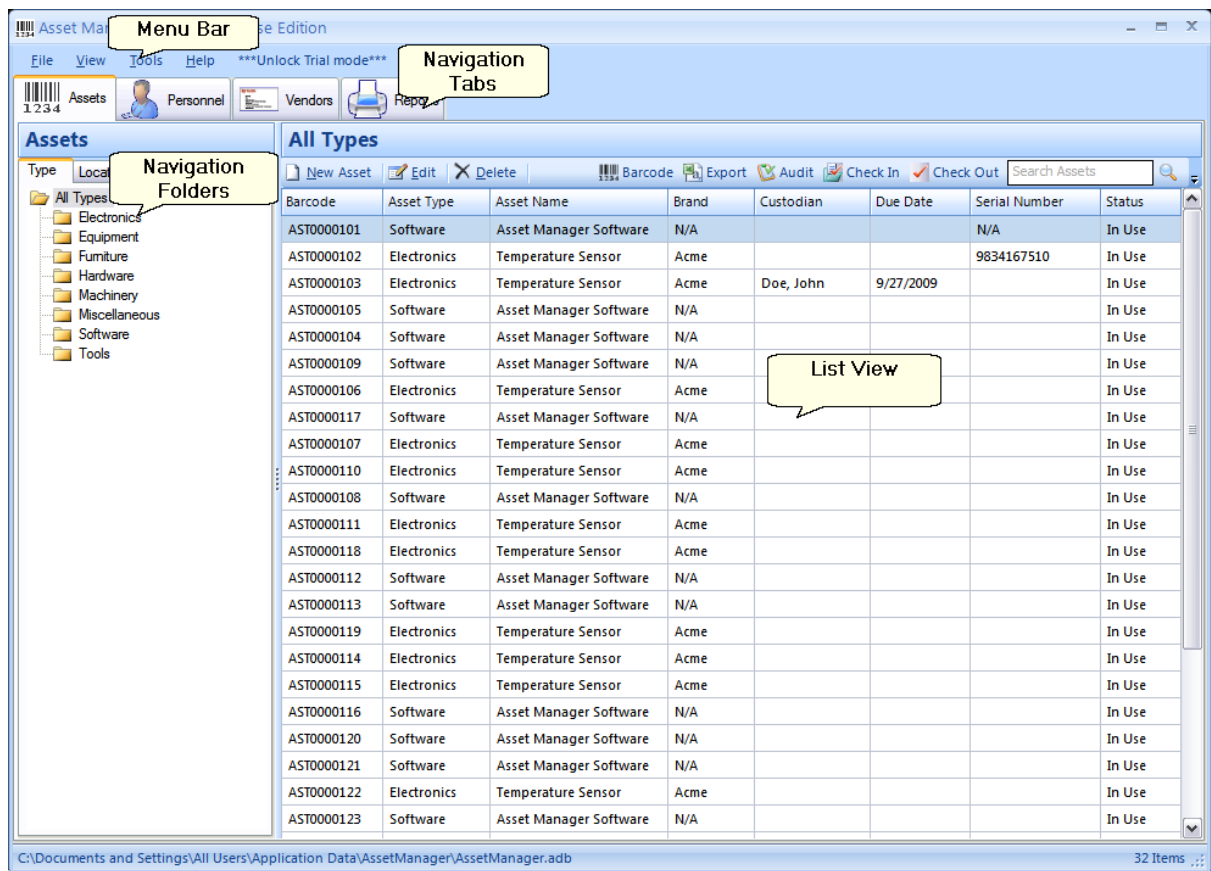 Asset Mar
Menu Bar
se Edition
File View Tools Help ***Unlock Trial mode***
Navigation
Tabs
1234 Assets Personnel Vendors Reports
Assets
All Types
Type Locat
Navigation
Folders
New Asset Edit Delete Barcode Export Audit Check In Check Out Search Assets
All Types
Electronics
Equipment
Furniture
Hardware
Machinery
Miscellaneous
Software
Tools
Barcode Asset Type Asset Name Brand Custodian Due Date Serial Number Status
AST0000101 Software Asset Manager Software N/A N/A In Use
AST0000102 Electronics Temperature Sensor Acme 9834167510 In Use
AST0000103 Electronics Temperature Sensor Acme Doe, John 9/27/2009 In Use
AST0000105 Software Asset Manager Software N/A In Use
AST0000104 Software Asset Manager Software N/A In Use
AST0000109 Software Asset Manager Software N/A In Use
List View
AST0000106 Electronics Temperature Sensor Acme In Use
AST0000117 Software Asset Manager Software N/A In Use
AST0000107 Electronics Temperature Sensor Acme In Use
AST0000110 Electronics Temperature Sensor Acme In Use
AST0000108 Software Asset Manager Software N/A In Use
AST0000111 Electronics Temperature Sensor Acme In Use
AST0000118 Electronics Temperature Sensor Acme In Use
AST0000112 Software Asset Manager Software N/A In Use
AST0000113 Software Asset Manager Software N/A In Use
AST0000119 Electronics Temperature Sensor Acme In Use
AST0000114 Electronics Temperature Sensor Acme In Use
AST0000115 Electronics Temperature Sensor Acme In Use
AST0000116 Software Asset Manager Software N/A In Use
AST0000120 Software Asset Manager Software N/A In Use
AST0000121 Software Asset Manager Software N/A In Use
AST0000122 Electronics Temperature Sensor Acme In Use
AST0000123 Software Asset Manager Software N/A In Use
C:\Documents and Settings\All Users\Application Data\AssetManager\AssetManager.adb 32 Items